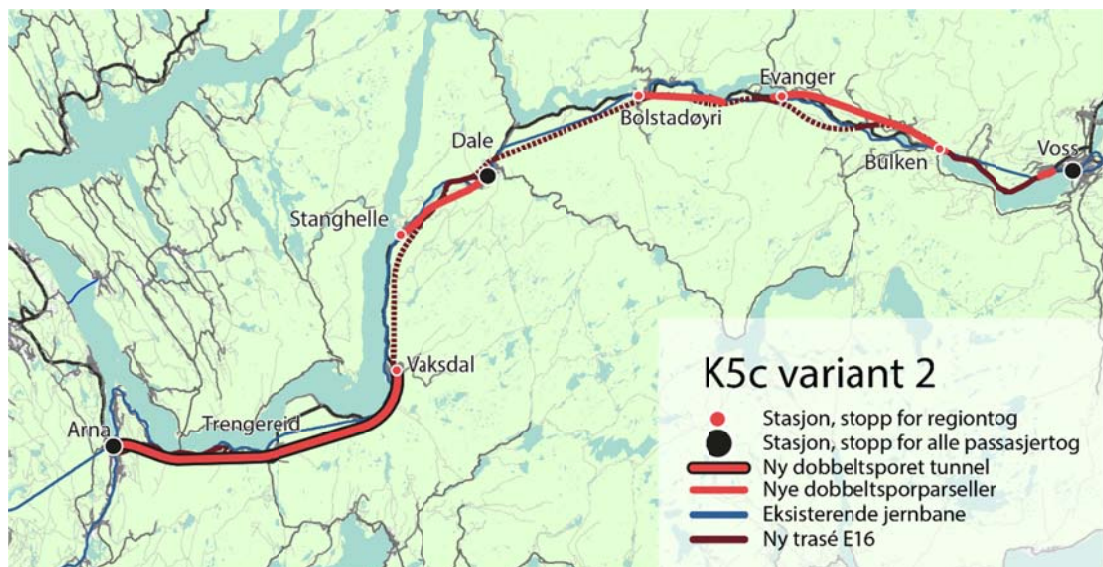 Evanger
Bolstadøyri
Dale
Bulken
Voss
Stanghelle
Vaksdal
Trengereid
Arna
K5c variant 2
Stasjon, stopp for regiontog
Stasjon, stopp for alle passasjertog
Ny dobbeltsporet tunnel
Nye dobbeltsporparseller
Eksisterende jernbane
Ny trasé E16